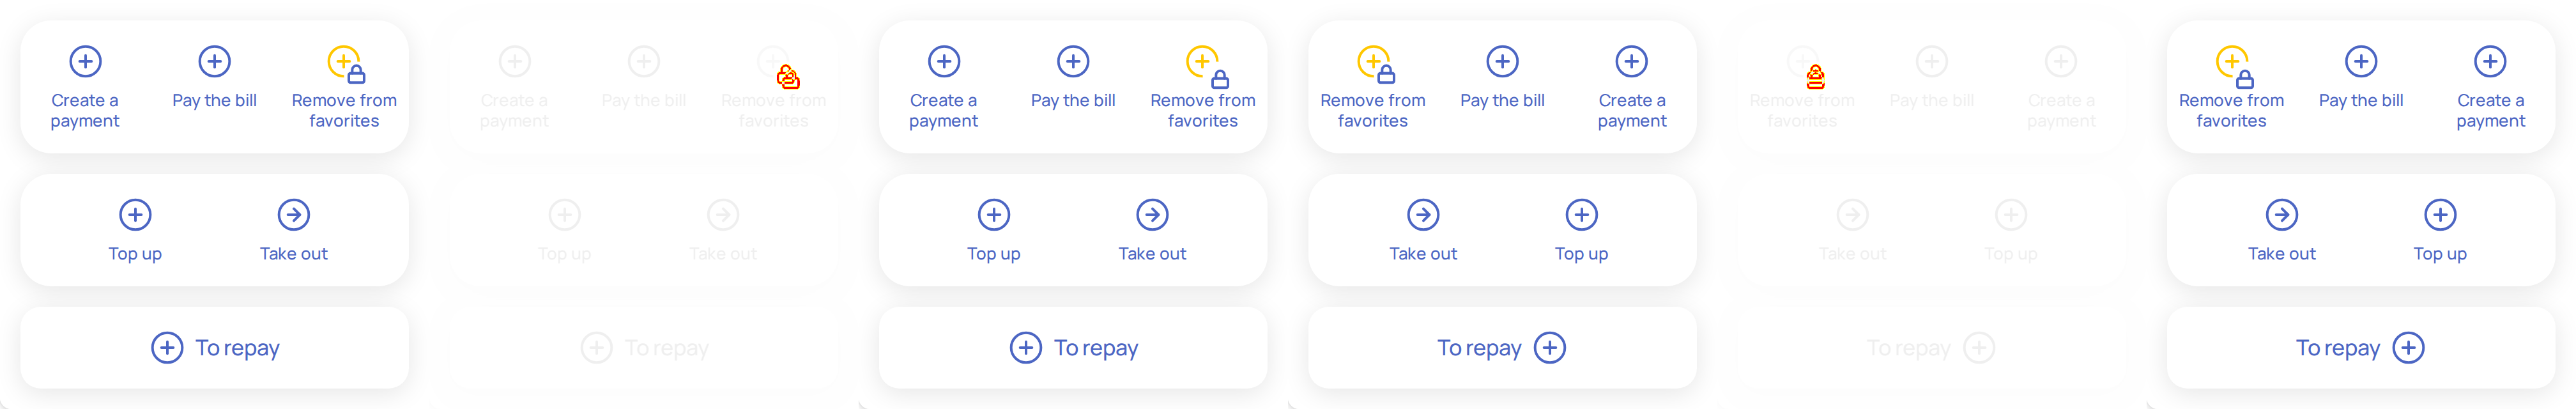 Create a
payment
Pay the bill
Remove from
favorites
Top up
Take out
To repay
Create a
payment
Pay the bill
Remove from
favorites
Top up
Take out
To repay
Create a
payment
Pay the bill
Remove from
favorites
Top up
Take out
To repay
Remove from
favorites
Pay the bill
Create a
payment
Take out
Top up
To repay
Remove from
favorites
Pay the bill
Create a
payment
Take out
Top up
To repay
Remove from
favorites
Pay the bill
Create a
payment
Take out
Top up
To repay